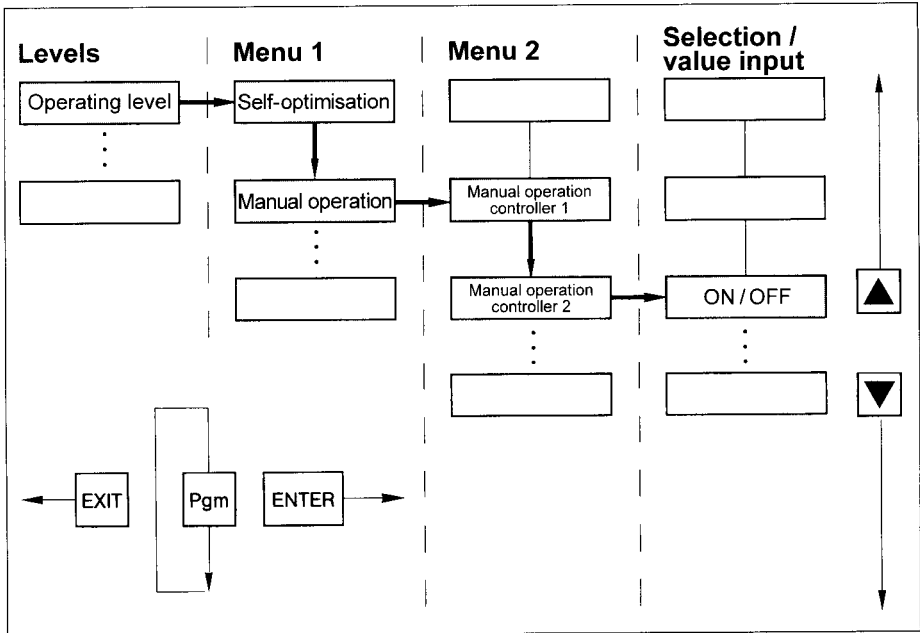 Levels
Menu 1
Menu 2
Selection /
value input
Operating level
Self-optimisation
Manual operation
Manual operation
controller 1
Manual operation
controller 2
ON / OFF
EXIT
Pgm
ENTER